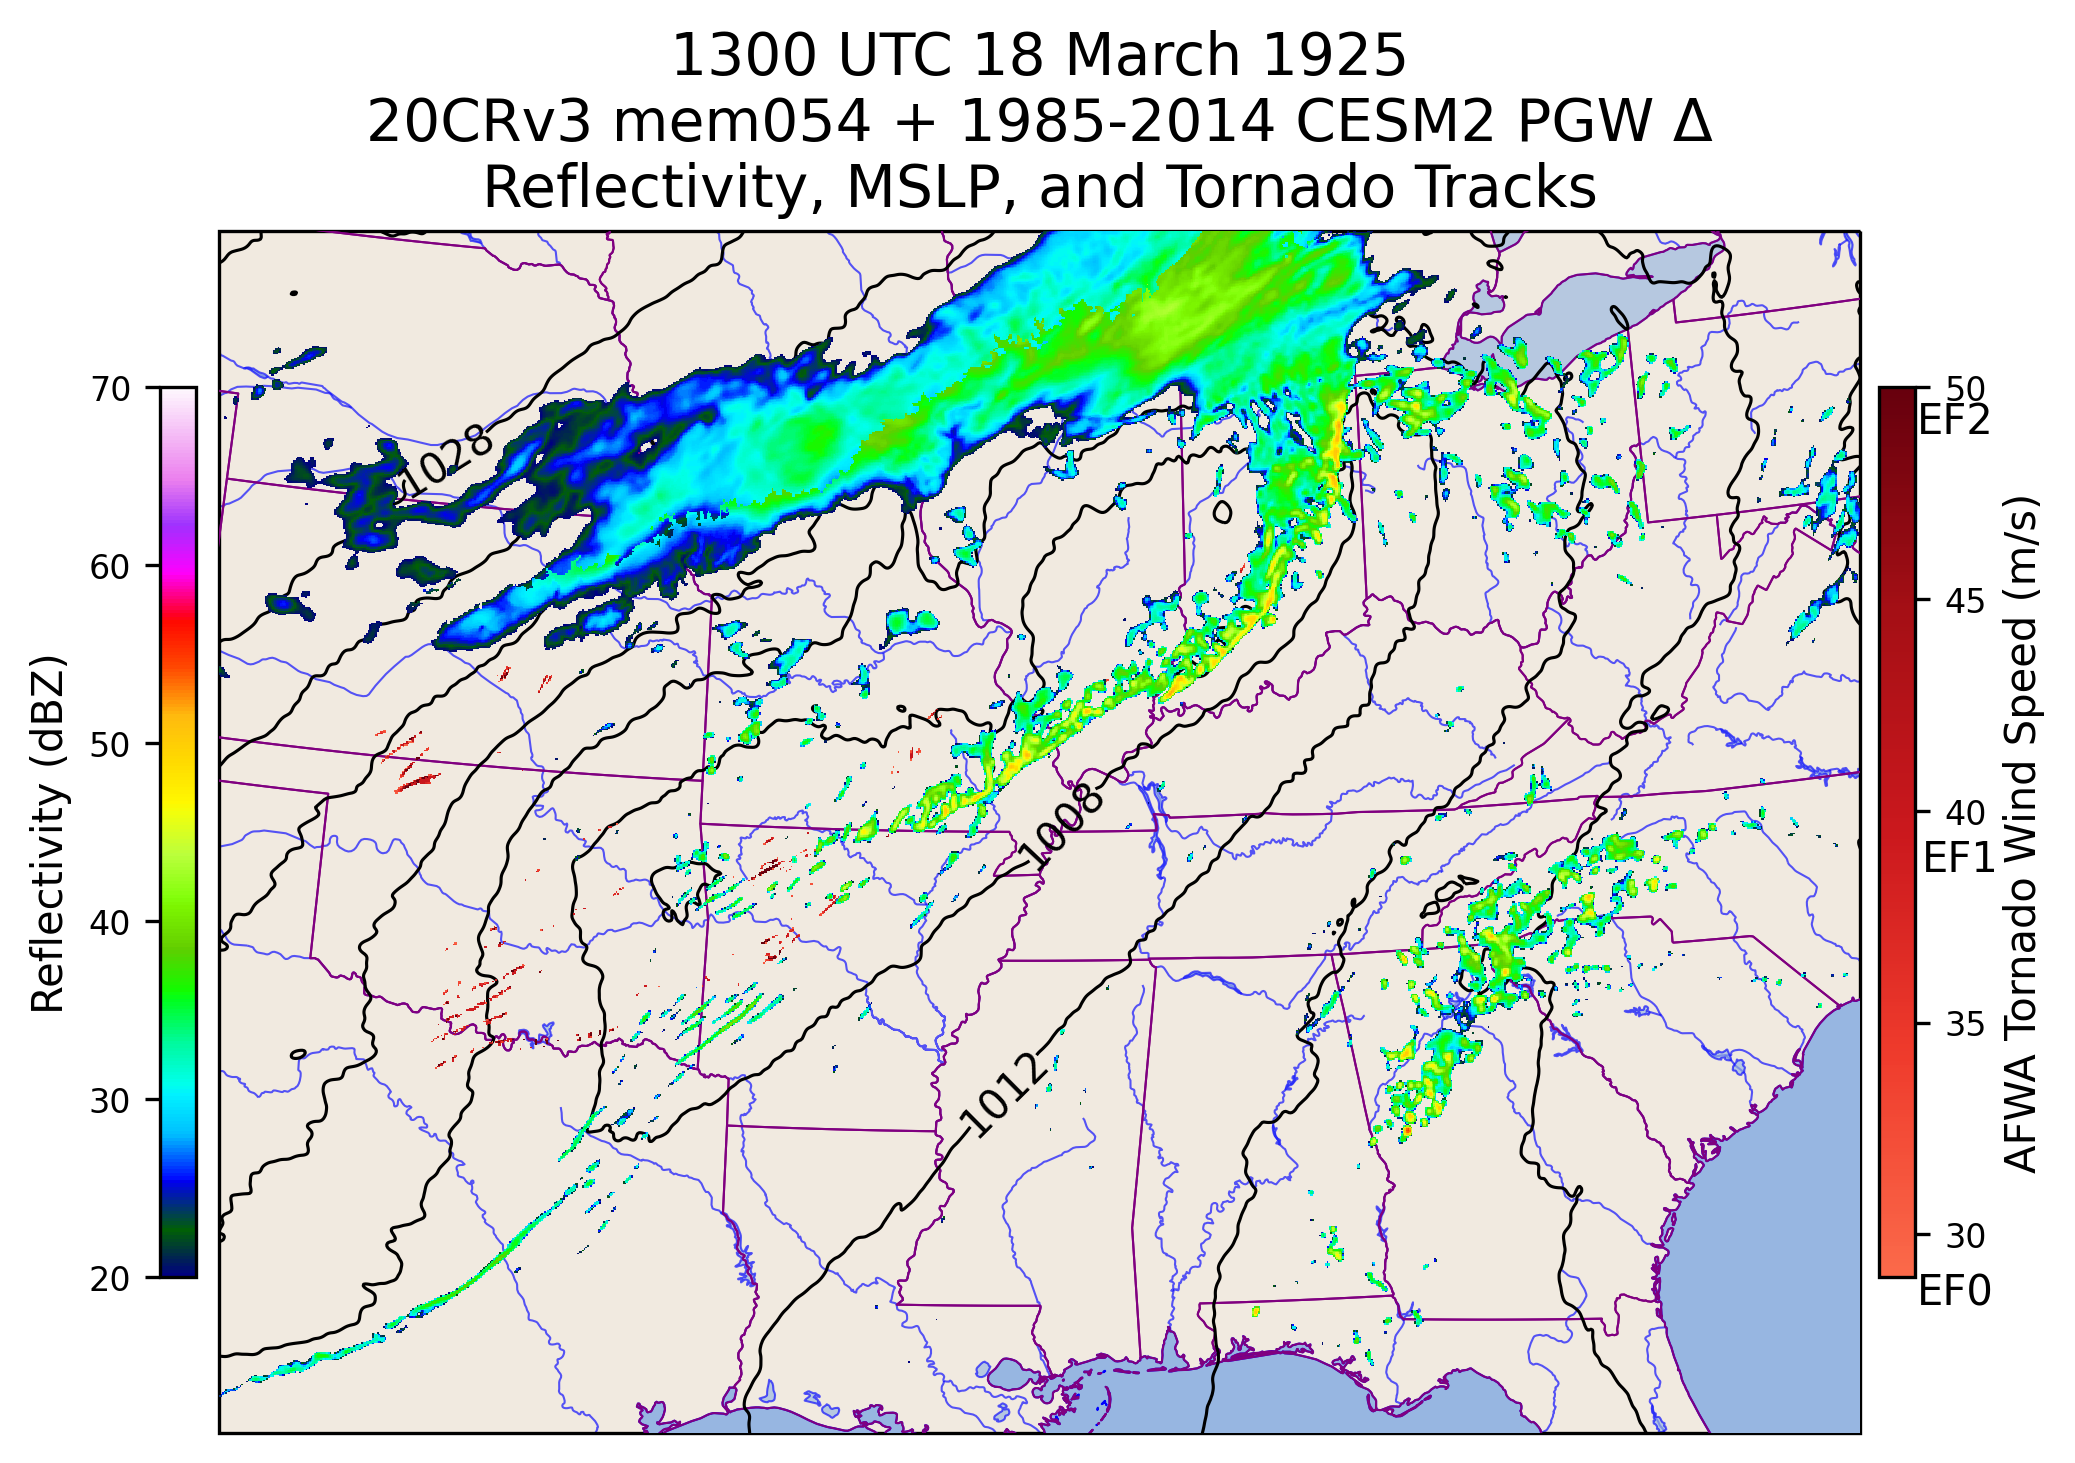 1300 UTC 18 March 1925
20CRv3 mem054 + 1985-2014 CESM2 PGW Δ
Reflectivity, MSLP, and Tornado Tracks
Reflectivity (dBZ)
70
60
50
40
30
20
1028
1008
1012
50
EF2
45
40
EF1
35
30
EF0
AFWA Tornado Wind Speed (m/s)